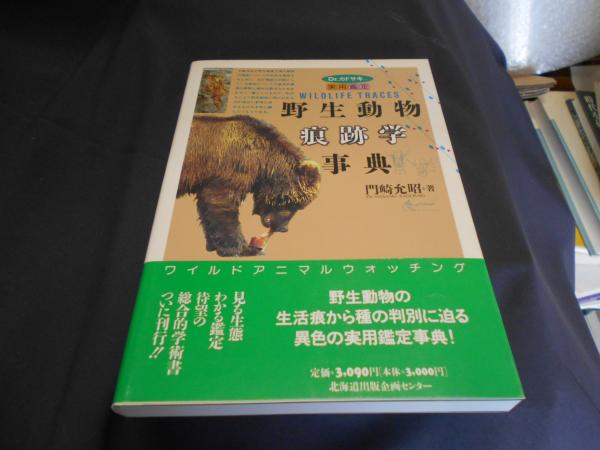 Dr.カドサキ
実用鑑定
WILDLIFE TRACES
野生動物
痕跡学
事典
門崎允昭・著
ワイルドアニマルウオッチング
見る生態
わかる鑑定
待望の
総合的学術書
ついに刊行!!
野生動物の
生活痕から種の判別に迫る
異色の実用鑑定事典!
定価・3,090円[本体・3,000円]
北海道出版企画センター